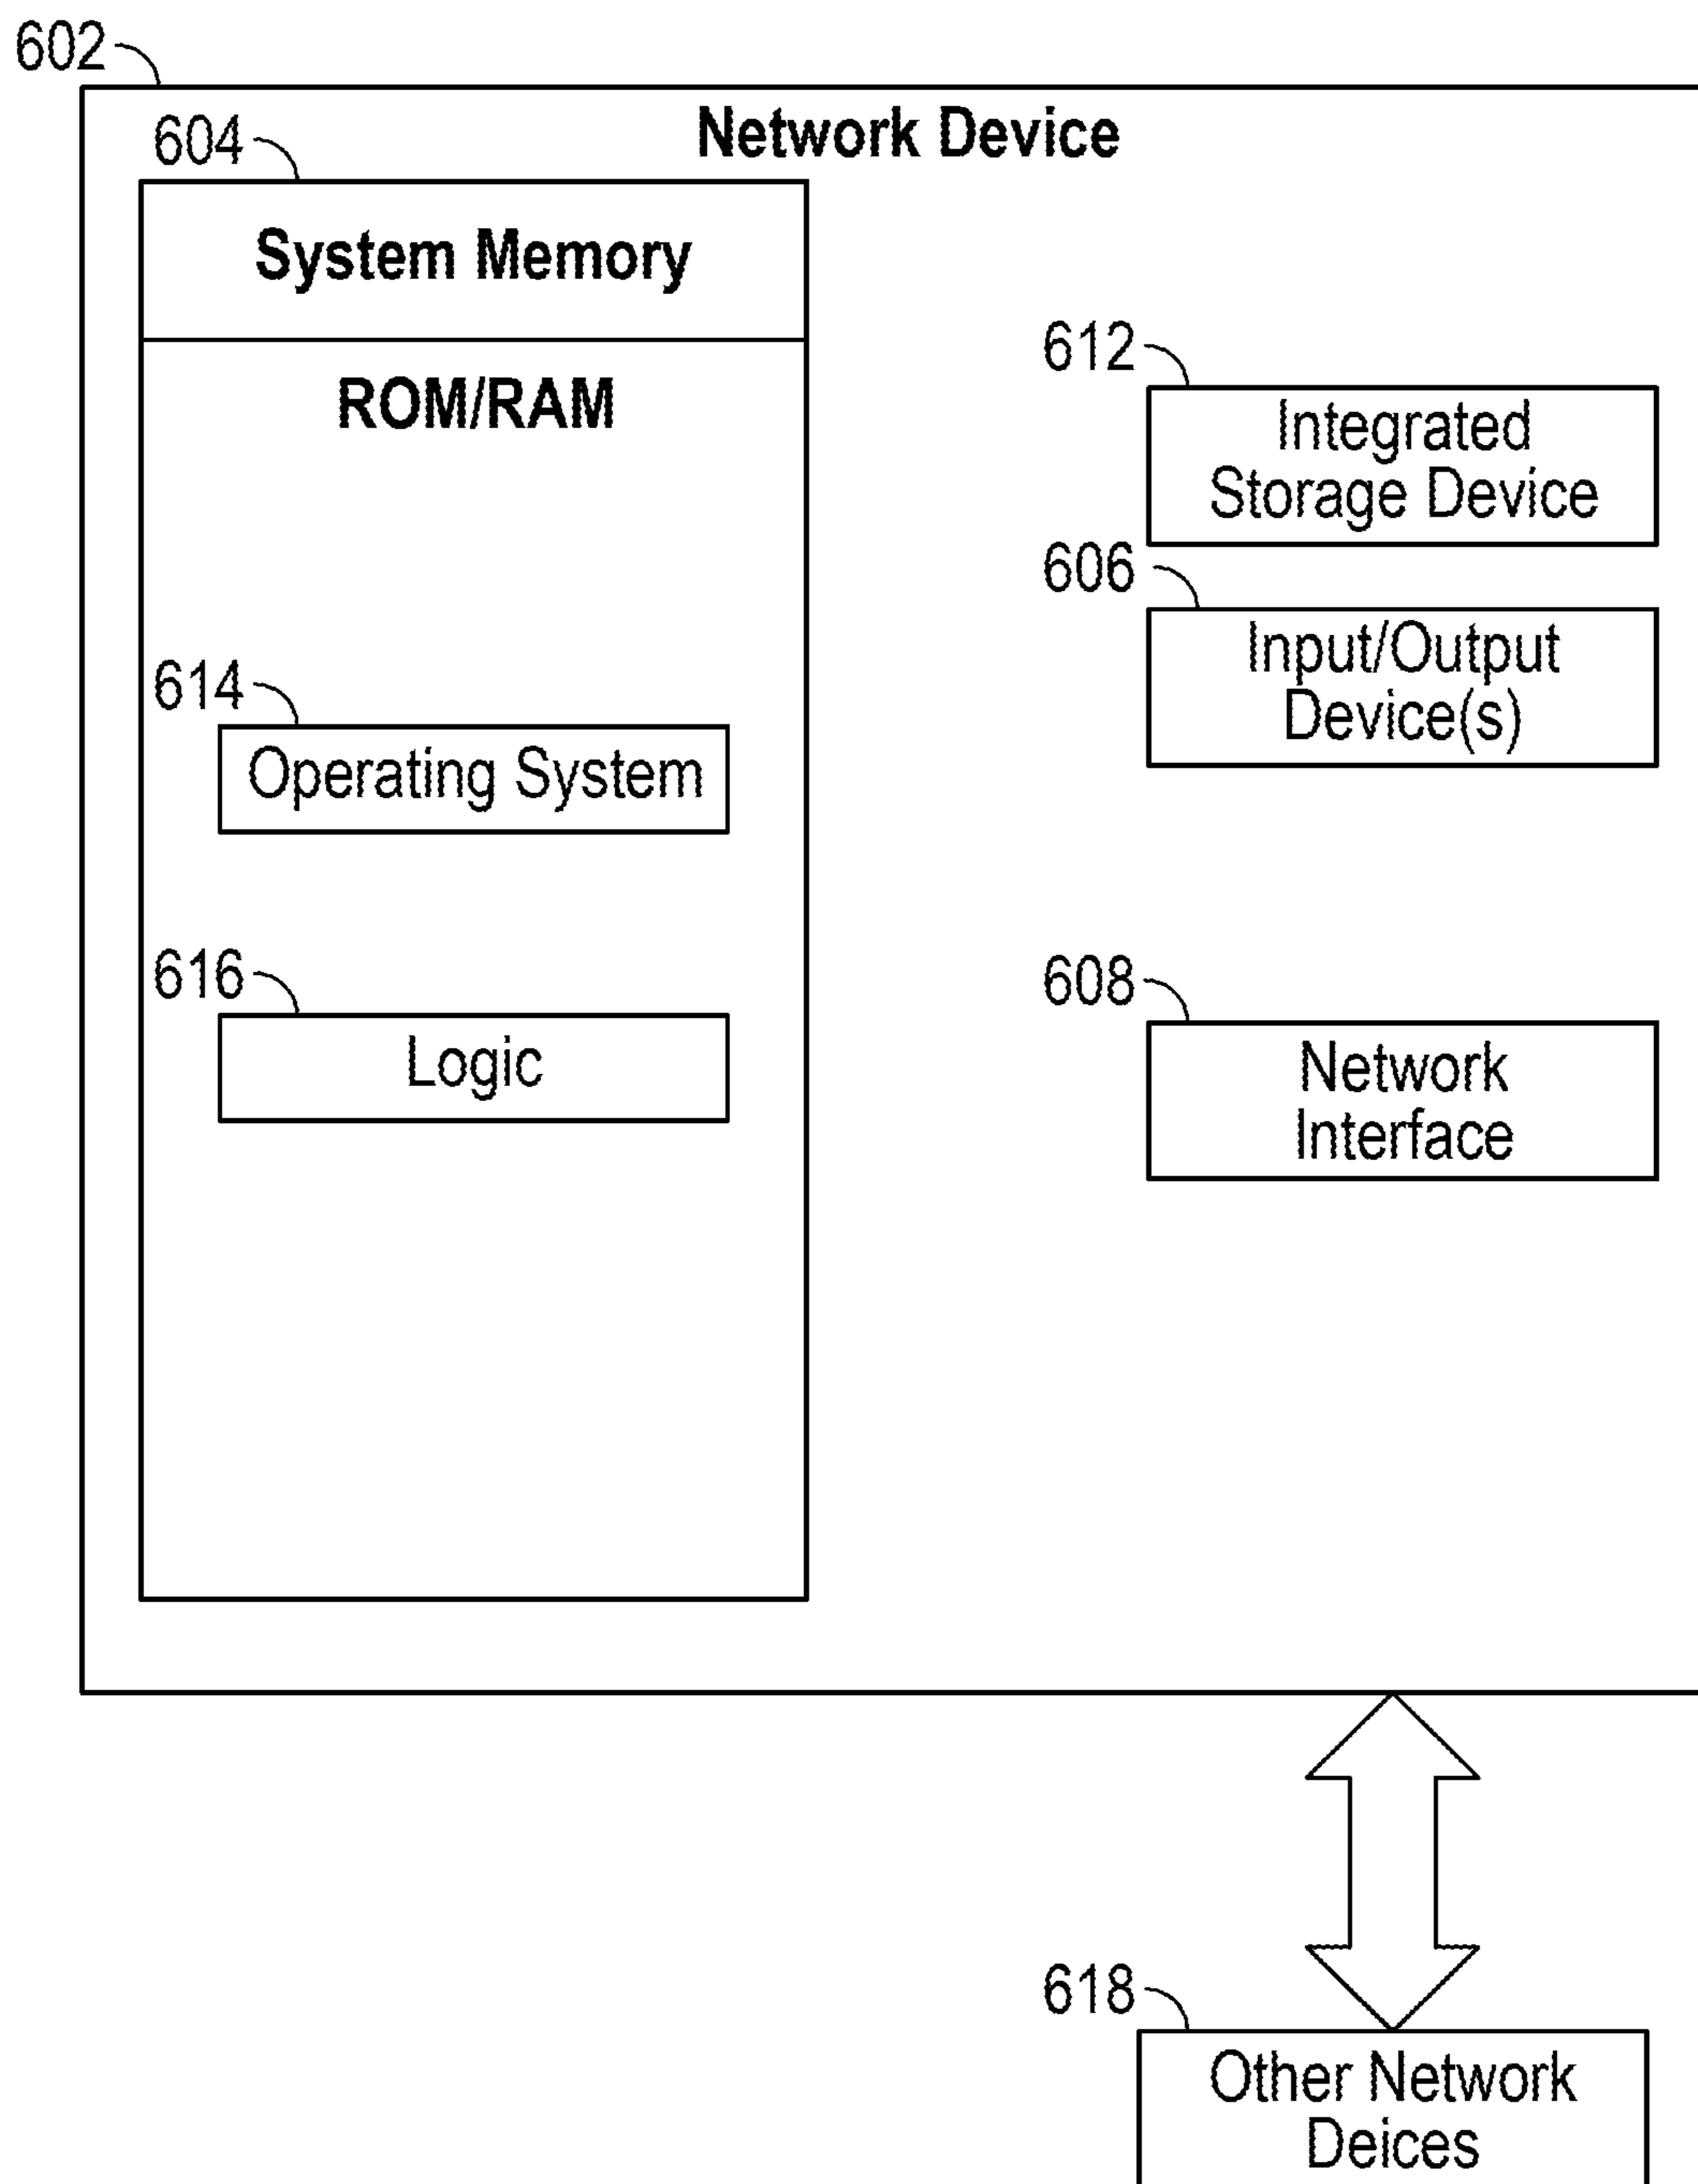 602
Network Device
604
System Memory
ROM/RAM
614
Operating System
616
Logic
612
Integrated
Storage Device
606
Input/Output
Device(s)
608
Network
Interface
618
Other Network
Deices